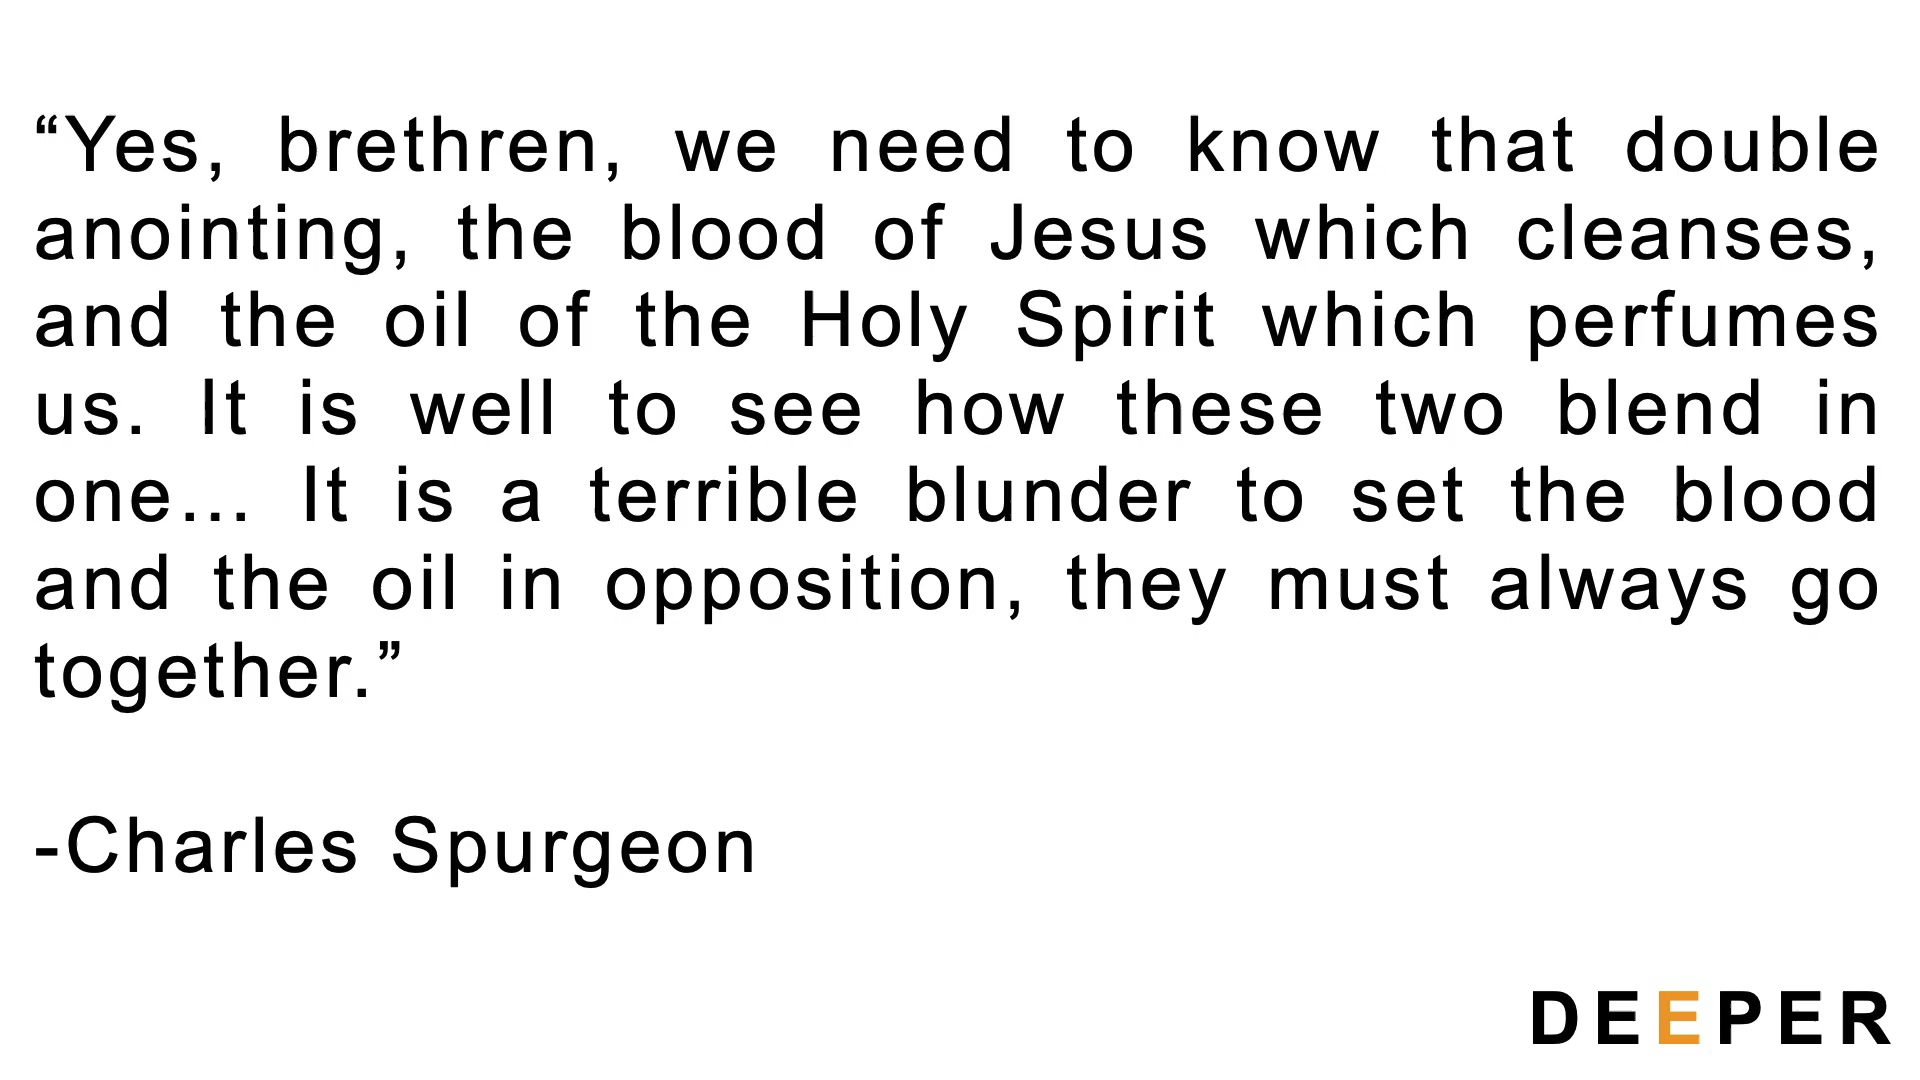 “Yes, brethren, we need to know that double
anointing, the blood of Jesus which cleanses,
and the oil of the Holy Spirit which perfumes
us. It is well to see how these two blend in
one... It is a terrible blunder to set the blood
and the oil in opposition, they must always go
together.”
-Charles Spurgeon
DEEPER